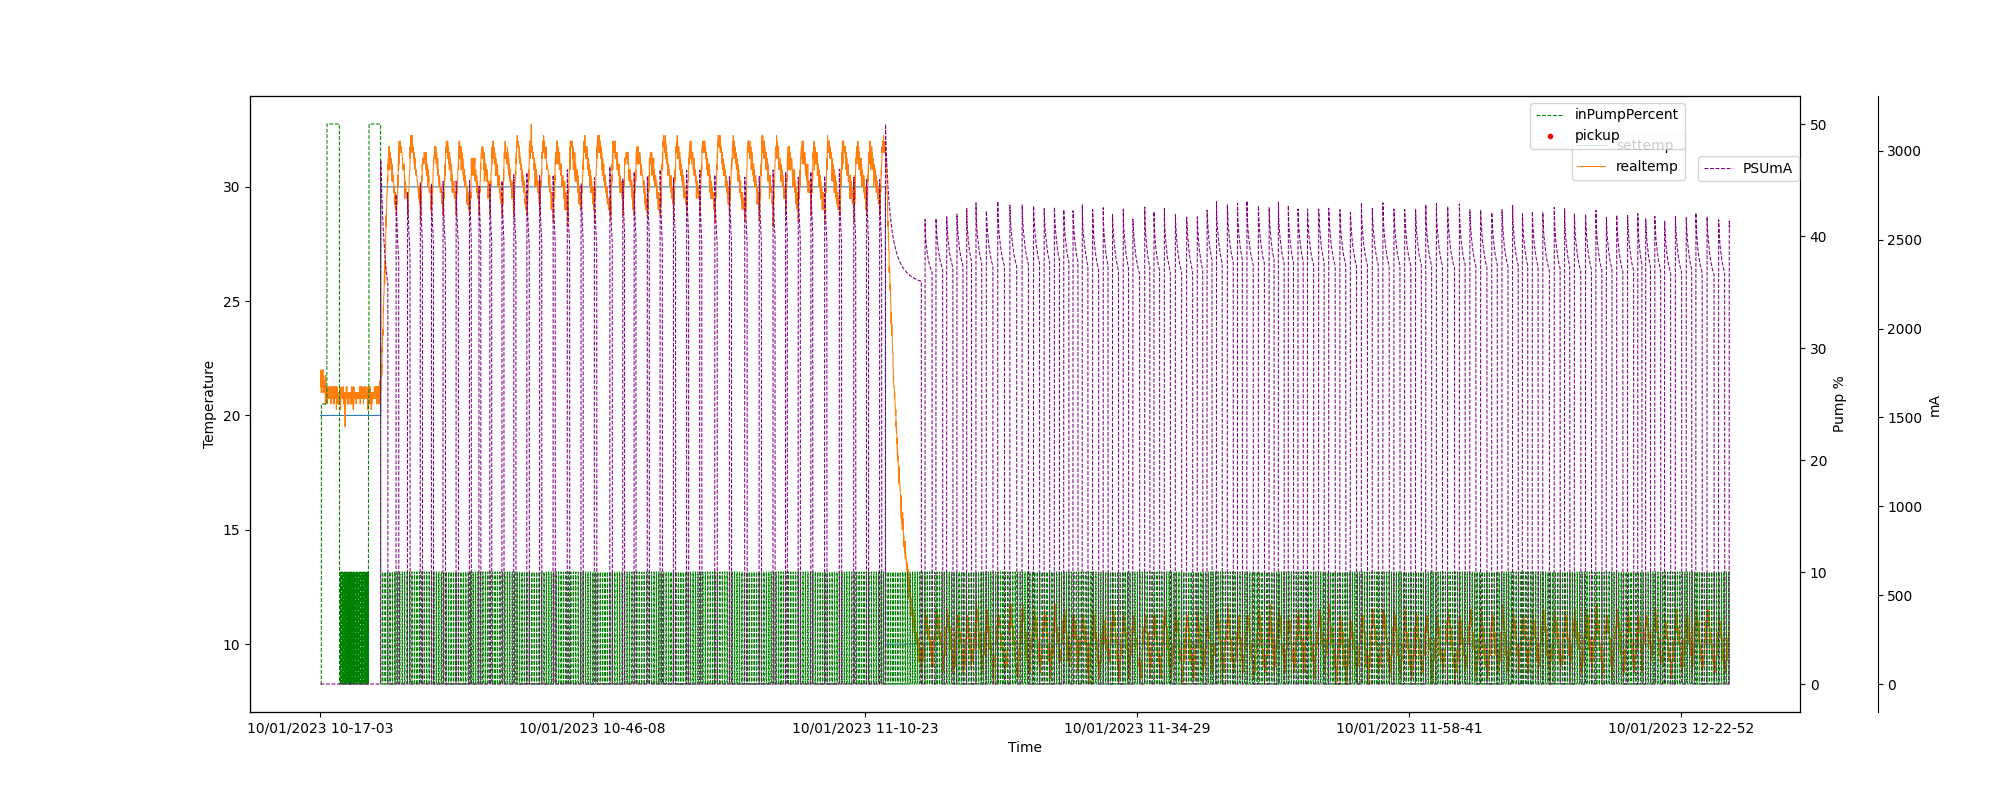 inPumpPercent
pickup
settemp
realtemp
PSUmA
Temperature
30
25
20
15
10
50
40
30
20
10
0
Pump %
3000
2500
2000
1500
1000
500
0
mA
10/01/2023 10-17-03
10/01/2023 10-46-08
10/01/2023 11-10-23
10/01/2023 11-34-29
10/01/2023 11-58-41
10/01/2023 12-22-52
Time